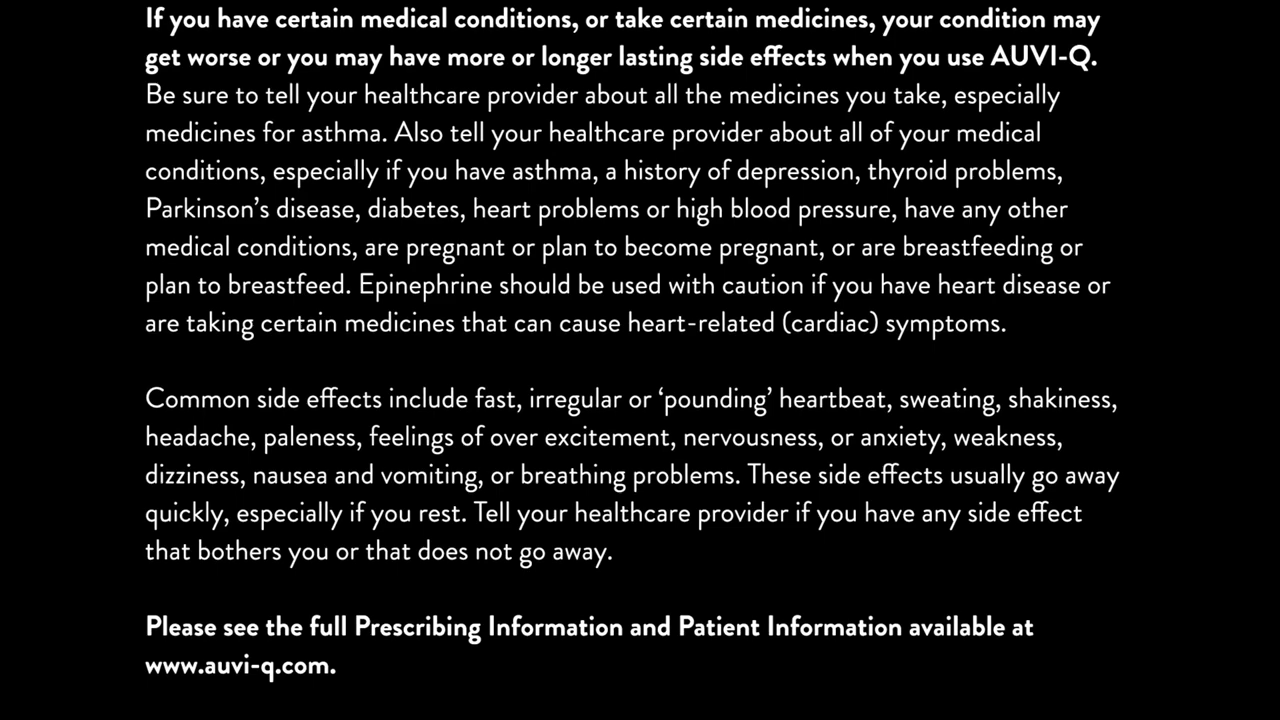 If you have certain medical conditions, or take certain medicines, your condition may
get worse or you may have more or longer lasting side effects when you use AUVI-Q.
Be sure to tell your healthcare provider about all the medicines you take, especially
medicines for asthma. Also tell your healthcare provider about all of your medical
conditions, especially if you have asthma, a history of depression, thyroid problems,
Parkinson’s disease, diabetes, heart problems or high blood pressure, have any other
medical conditions, are pregnant or plan to become pregnant, or are breastfeeding or
plan to breastfeed. Epinephrine should be used with caution if you have heart disease or
are taking certain medicines that can cause heart-related (cardiac) symptoms.
Common side effects include fast, irregular or ‘pounding’ heartbeat, sweating, shakiness,
headache, paleness, feelings of over excitement, nervousness, or anxiety, weakness,
dizziness, nausea and vomiting, or breathing problems. These side effects usually go away
quickly, especially if you rest. Tell your healthcare provider if you have any side effect
that bothers you or that does not go away.
Please see the full Prescribing Information and Patient Information available at
www.auvi-q.com.